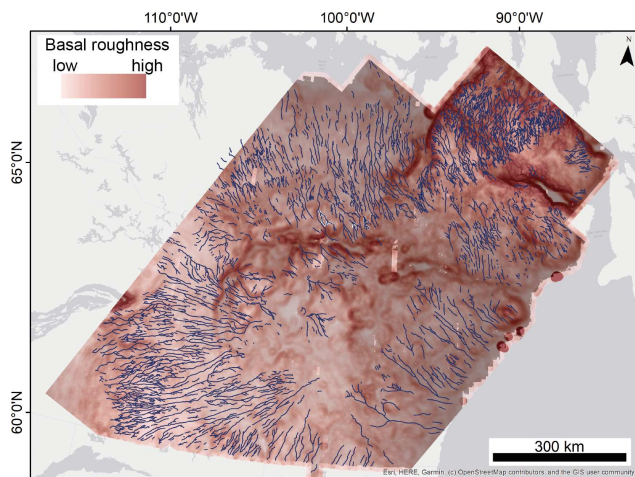 110°0'W 100°0'W 90°0'W
Basal roughness
low high
N
65°0'N
60°0'N
300 km
Esri, HERE, Garmin, (c) OpenStreetMap contributors, and the GIS user community